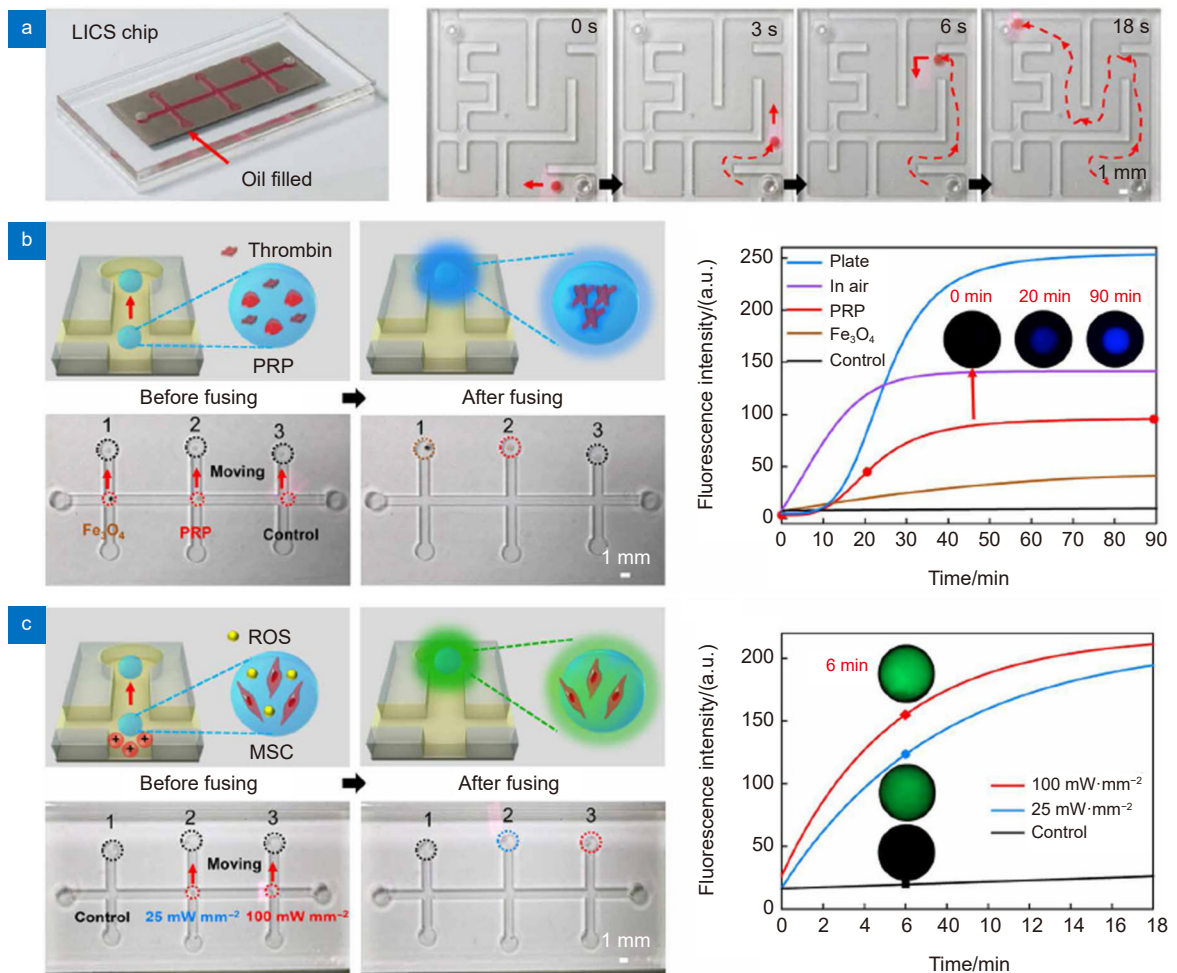 a
LICS chip
Oil filled
0 s
3 s
6 s
18 s
1 mm
b
Thrombin
PRP
Before fusing
After fusing
1
2
3
Moving
Fe₃O₄
PRP
Control
1
2
3
1 mm
Fluorescence intensity/(a.u.)
250
200
150
100
50
0
Plate
In air
PRP
Fe₃O₄
Control
0 min
20 min
90 min
0 10 20 30 40 50 60 70 80 90
Time/min
c
ROS
MSC
+ + +
Before fusing
After fusing
1
2
3
Moving
Control
25 mW mm⁻²
100 mW mm⁻²
1
2
3
1 mm
Fluorescence intensity/(a.u.)
200
150
100
50
0
6 min
100 mW·mm⁻²
25 mW·mm⁻²
Control
0 2 4 6 8 10 12 14 16 18
Time/min